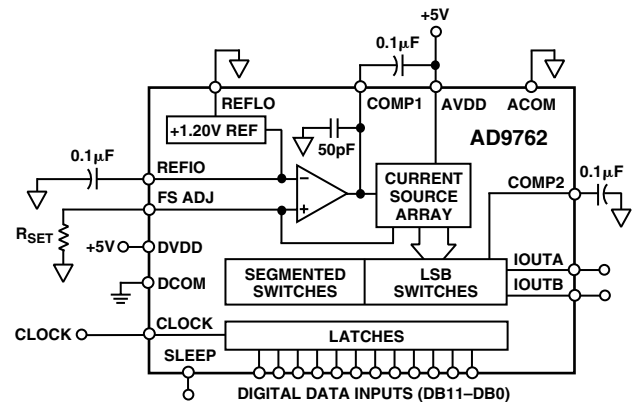 +5V
0.1μF
REFLO
COMP1
AVDD
ACOM
+1.20V REF
50pF
AD9762
0.1μF
REFIO
–
CURRENT
SOURCE
ARRAY
COMP2
0.1μF
FS ADJ
+
RSET
+5V
DVDD
DCOM
SEGMENTED
SWITCHES
LSB
SWITCHES
IOUTA
IOUTB
CLOCK
CLOCK
LATCHES
SLEEP
DIGITAL DATA INPUTS (DB11–DB0)